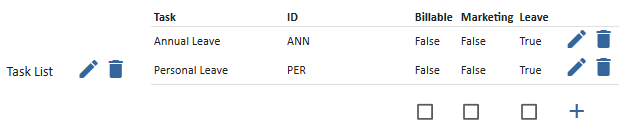 Task ID Billable Marketing Leave
Annual Leave ANN False False True
Personal Leave PER False False True
Task List